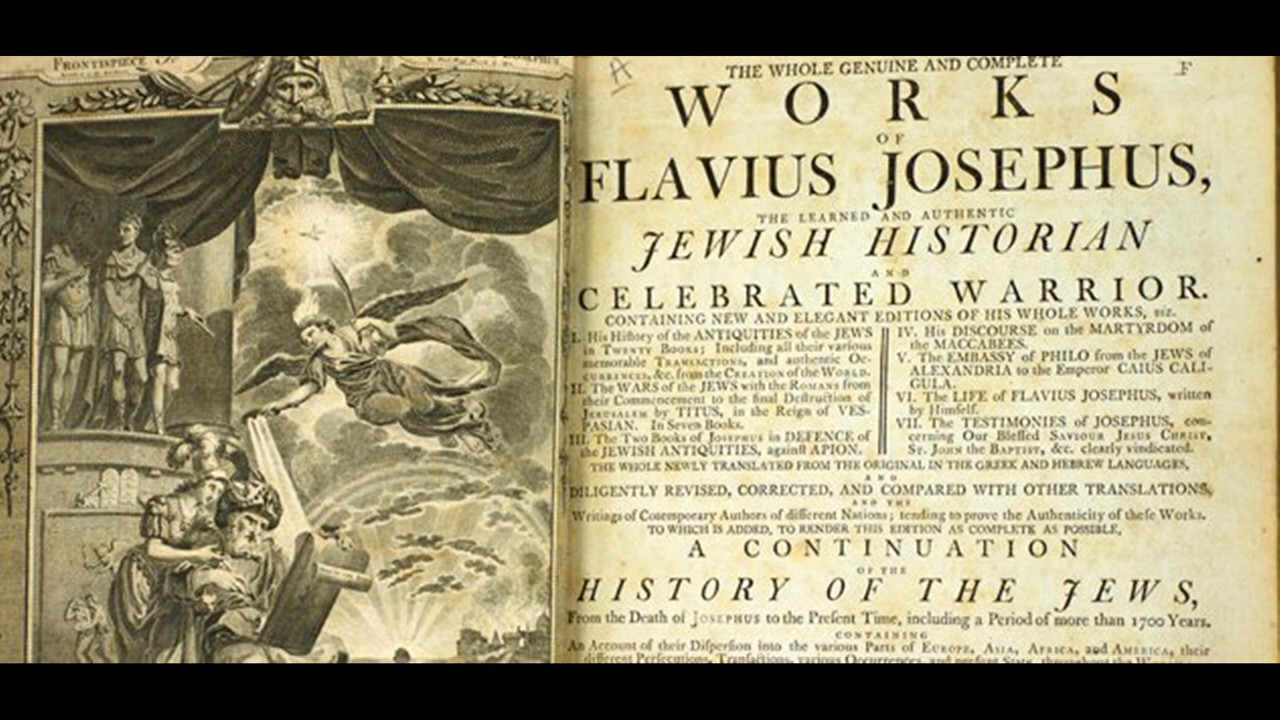 FRONTISPIECE
A
F
THE WHOLE GENUINE AND COMPLETE
WORKS
OF
FLAVIUS JOSEPHUS,
THE LEARNED AND AUTHENTIC
JEWISH HISTORIAN
AND
CELEBRATED WARRIOR.
CONTAINING NEW AND ELEGANT EDITIONS OF HIS WHOLE WORKS, viz.
I. His Hiſtory of the ANTIQUITIES of the JEWS
in TWENTY BOOKS; Including all their various
memorable TRANSACTIONS, and authentic Oc-
CURRENCES, &c. from the CREATION of the WORLD.
II. The WARS of the JEWS with the ROMANS from
their Commencement to the final Deſtruction of
JERUSALEM by TITUS, in the Reign of VES-
PASIAN. In Seven Books.
III. The Two Books of JOSEPHUS in DEFENCE of
the JEWISH ANTIQUITIES, againſt APION.
IV. His DISCOURSE on the MARTYRDOM of
the MACCABEES.
V. The EMBASSY of PHILO from the JEWS of
ALEXANDRIA to the Emperor CAIUS CALI-
GULA.
VI. The LIFE of FLAVIUS JOSEPHUS, written
by Himſelf.
VII. The TESTIMONIES of JOSEPHUS, con-
cerning Our Bleſſed SAVIOUR JESUS CHRIST,
ST. JOHN the BAPTIST, &c. clearly vindicated.
THE WHOLE NEWLY TRANSLATED FROM THE ORIGINAL IN THE GREEK AND HEBREW LANGUAGES,
AND
DILIGENTLY REVISED, CORRECTED, AND COMPARED WITH OTHER TRANSLATIONS,
AND THE
Writings of Cotemporary Authors of different Nations; tending to prove the Authenticity of theſe Works.
TO WHICH IS ADDED, TO RENDER THIS EDITION AS COMPLETE AS POSSIBLE,
A CONTINUATION
OF THE
HISTORY OF THE JEWS,
From the Death of JOSEPHUS to the Preſent Time, including a Period of more than 1700 Years.
CONTAINING
An Account of their Diſperſion into the various Parts of EUROPE, ASIA, AFRICA, and AMERICA, their
different Perſecutions, Tranſactions, various Occurrences, and preſent State, throughout the